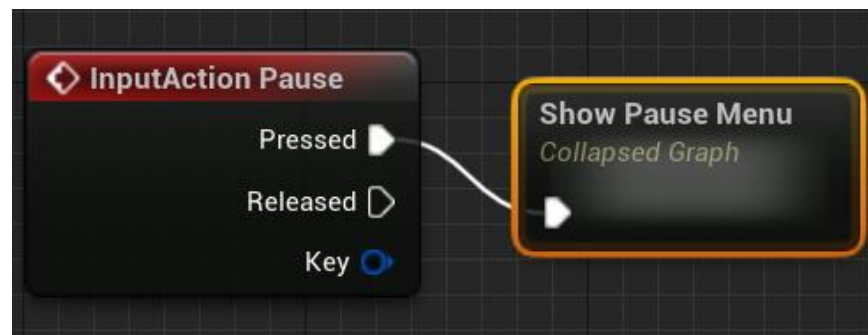 InputAction Pause
Pressed
Released
Key
Show Pause Menu
Collapsed Graph